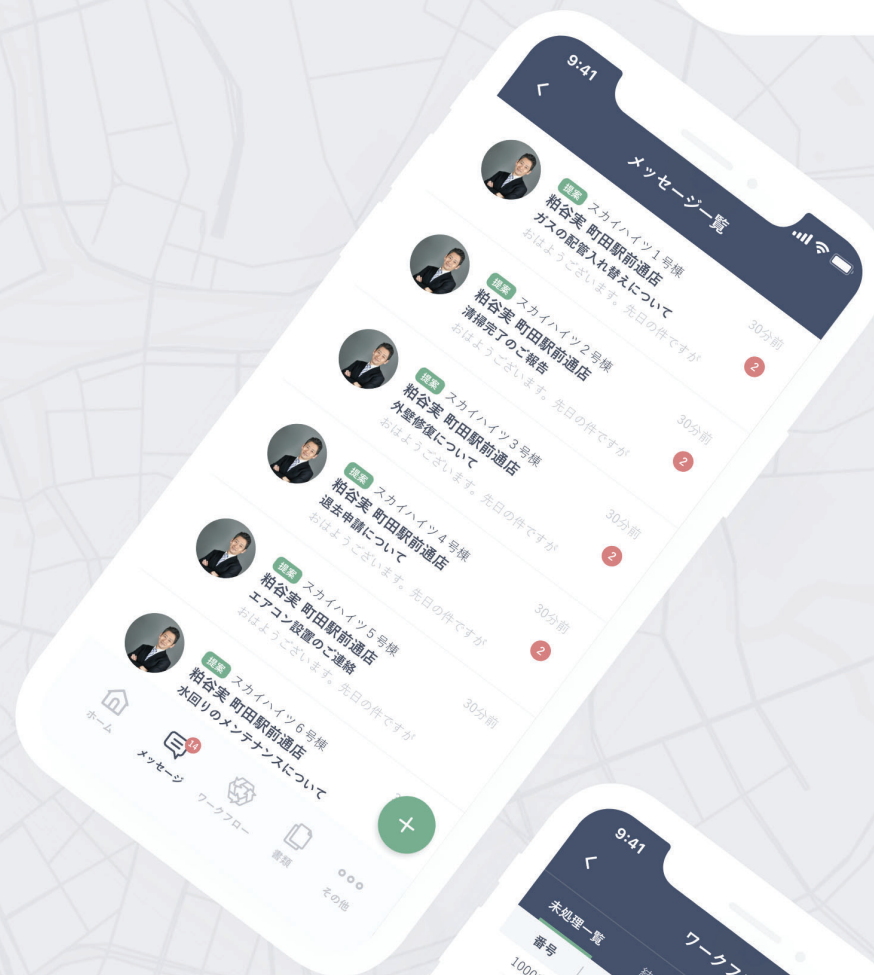 9:41
メッセージ一覧
提案 スカイハイツ1号棟
粕谷実 町田駅前通店
ガスの配管入れ替えについて
おはようございます。先日の件ですが
30分前
2
提案 スカイハイツ2号棟
粕谷実 町田駅前通店
清掃完了のご報告
おはようございます。先日の件ですが
30分前
2
提案 スカイハイツ3号棟
粕谷実 町田駅前通店
外壁修復について
おはようございます。先日の件ですが
30分前
2
提案 スカイハイツ4号棟
粕谷実 町田駅前通店
退去申請について
おはようございます。先日の件ですが
30分前
2
提案 スカイハイツ5号棟
粕谷実 町田駅前通店
エアコン設置のご連絡
おはようございます。先日の件ですが
30分前
提案 スカイハイツ6号棟
粕谷実 町田駅前通店
水回りのメンテナンスについて
ホーム
メッセージ
14
ワークフロー
書類
その他
9:41
ワークフ
未処理一覧
番号